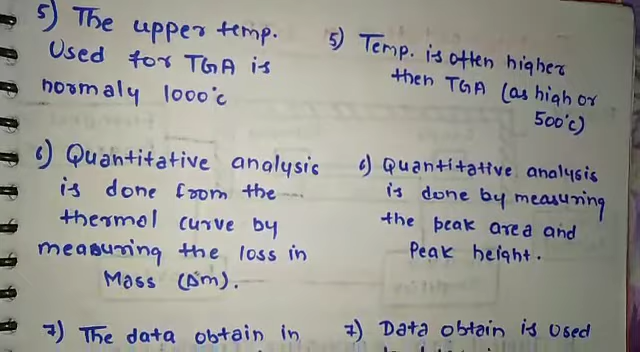 5) The upper temp.
Used for TGA is
normaly 1000°c
6) Quantitative analysis
is done from the
thermal curve by
measuring the loss in
Mass (Δm).
7) The data obtain in
5) Temp. is often higher
then TGA (as high or
500°c)
6) Quantitative analysis
is done by measuring
the peak area and
Peak height.
7) Data obtain is Used